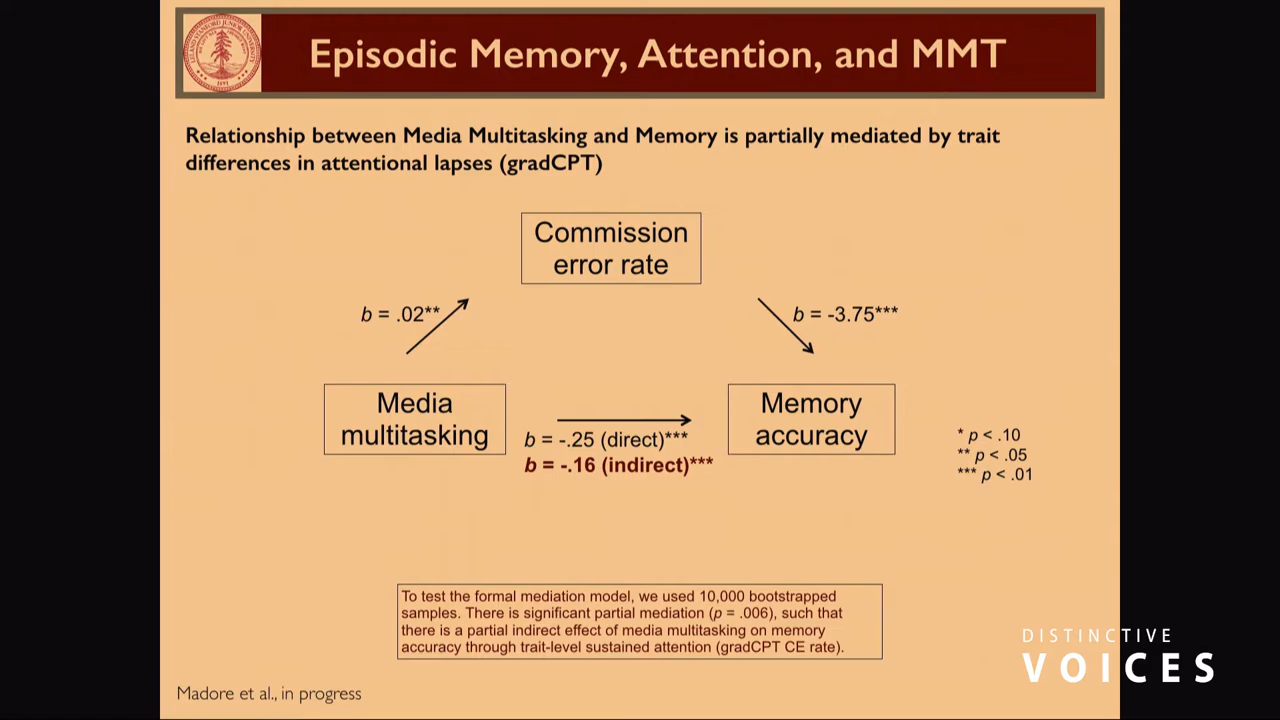 Episodic Memory, Attention, and MMT
Relationship between Media Multitasking and Memory is partially mediated by trait
differences in attentional lapses (gradCPT)
Commission
error rate
b = .02**
b = -3.75***
Media
multitasking
b = -.25 (direct)***
b = -.16 (indirect)***
Memory
accuracy
* p < .10
** p < .05
*** p < .01
To test the formal mediation model, we used 10,000 bootstrapped
samples. There is significant partial mediation (p = .006), such that
there is a partial indirect effect of media multitasking on memory
accuracy through trait-level sustained attention (gradCPT CE rate).
Madore et al., in progress
DISTINCTIVE
VOICES